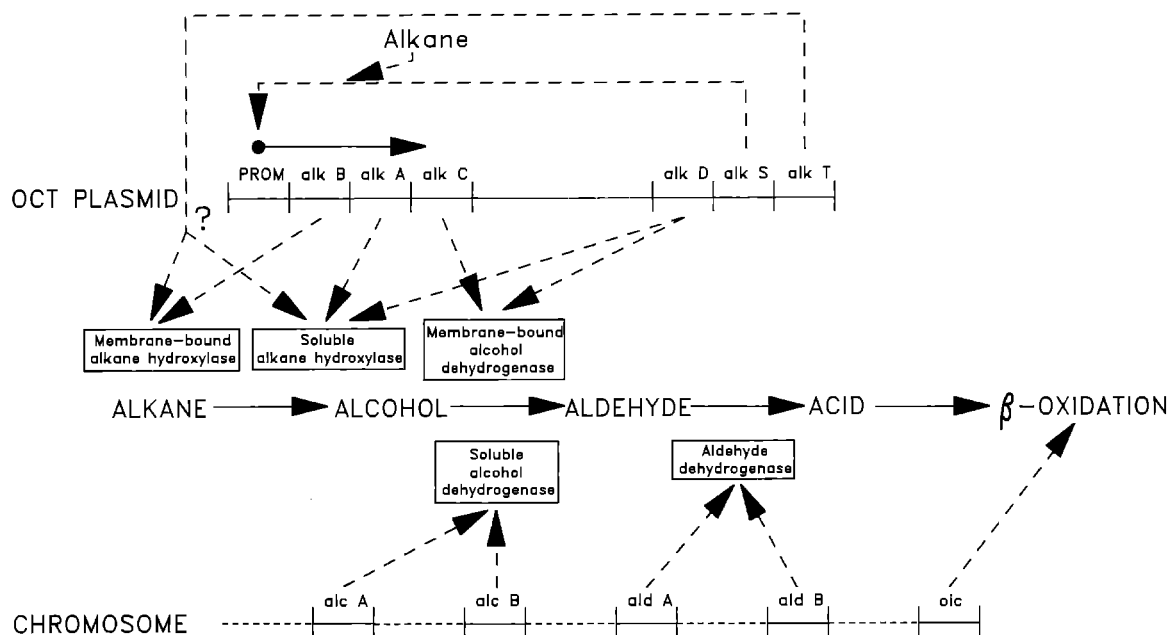 Alkane
PROM alk B alk A alk C alk D alk S alk T
OCT PLASMID
?
Membrane-bound
alkane hydroxylase
Soluble
alkane hydroxylase
Membrane-bound
alcohol
dehydrogenase
ALKANE ALCOHOL ALDEHYDE ACID β-OXIDATION
Soluble
alcohol
dehydrogenase
Aldehyde
dehydrogenase
alc A alc B ald A ald B oic
CHROMOSOME